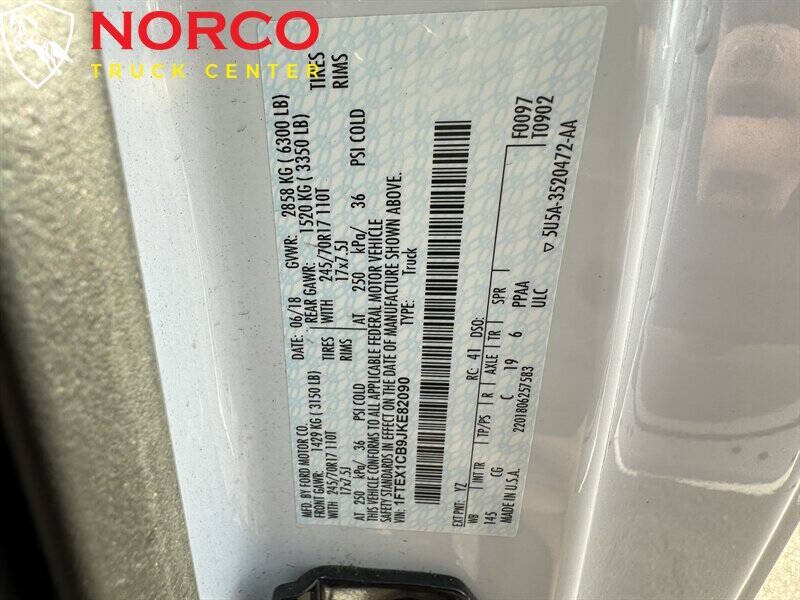 NORCO
TRUCK CENTER
MFD. BY FORD MOTOR CO.
DATE: 06/18 GVWR: 2858 KG ( 6300 LB)
FRONT GAWR: 1429 KG ( 3150 LB) REAR GAWR: 1520 KG ( 3350 LB)
WITH 245/70R17 110T TIRES WITH 245/70R17 110T TIRES
17x7.5J RIMS 17x7.5J RIMS
AT 250 kPa/ 36 PSI COLD AT 250 kPa/ 36 PSI COLD
THIS VEHICLE CONFORMS TO ALL APPLICABLE FEDERAL MOTOR VEHICLE
SAFETY STANDARDS IN EFFECT ON THE DATE OF MANUFACTURE SHOWN ABOVE.
VIN: 1FTEX1CB9JKE82090 TYPE: Truck
F0097
T0902
EXT PNT: YZ RC: 41 DSO:
WB INT TR TP/PS R AXLE TR SPR
145 CG C 19 6 PPAA
MADE IN U.S.A. 2201806257583 ULC
▽ 5U5A-3520472-AA